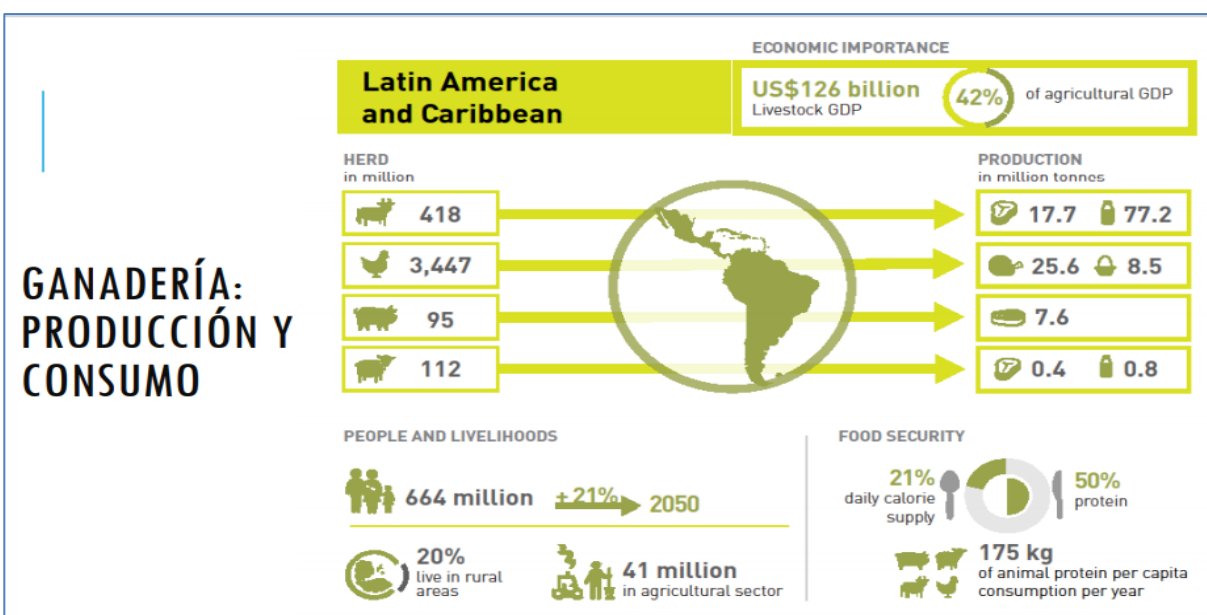 GANADERÍA:
PRODUCCIÓN Y
CONSUMO
Latin America
and Caribbean
ECONOMIC IMPORTANCE
US$126 billion
Livestock GDP
42%
of agricultural GDP
HERD
in million
418
3,447
95
112
PRODUCTION
in million tonnes
17.7 77.2
25.6 8.5
7.6
0.4 0.8
PEOPLE AND LIVELIHOODS
664 million
+21%
2050
20%
live in rural
areas
41 million
in agricultural sector
FOOD SECURITY
21%
daily calorie
supply
50%
protein
175 kg
of animal protein per capita
consumption per year